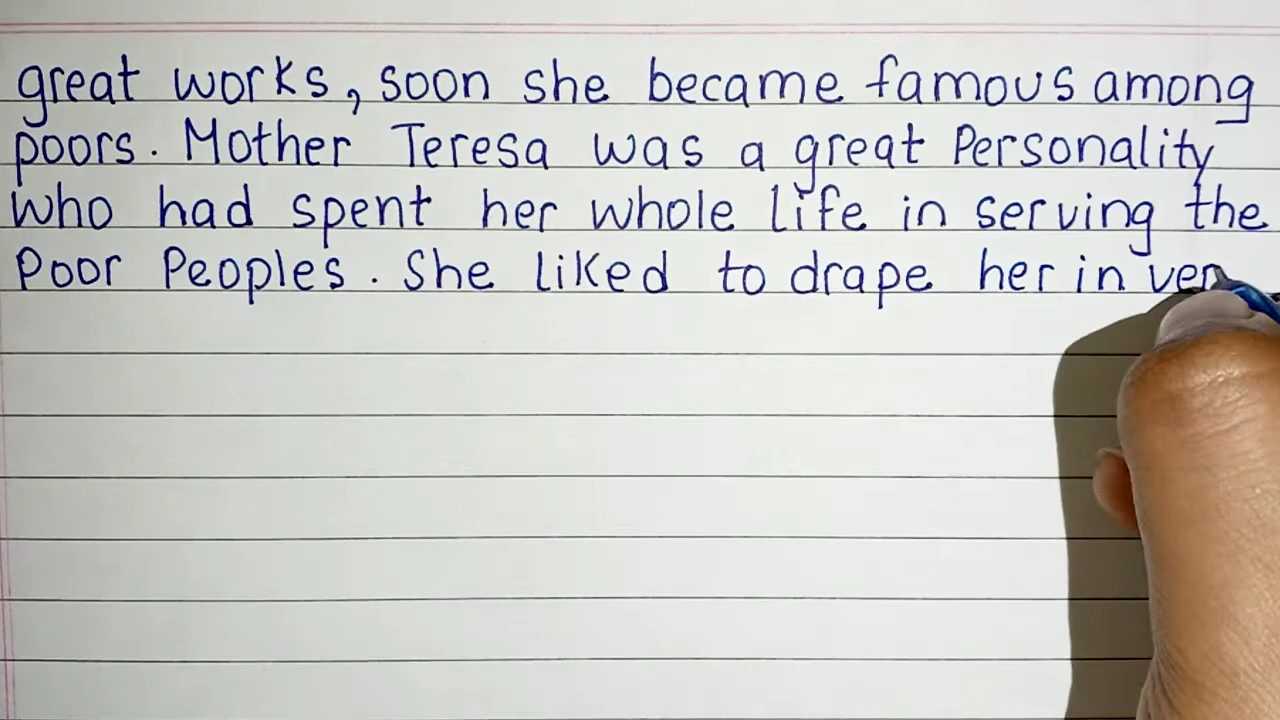 great works, soon she became famous among
poors. Mother Teresa was a great Personality
who had spent her whole life in serving the
Poor Peoples. She liked to drape her in ver